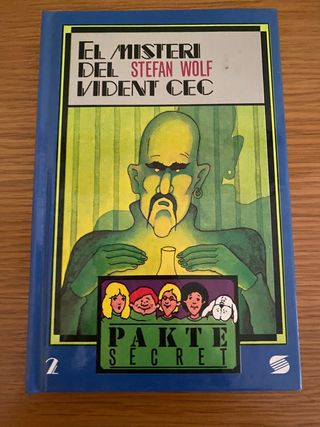 EL MISTERI
DEL STEFAN WOLF
VIDENT CEC
PAKTE
SECRET
2